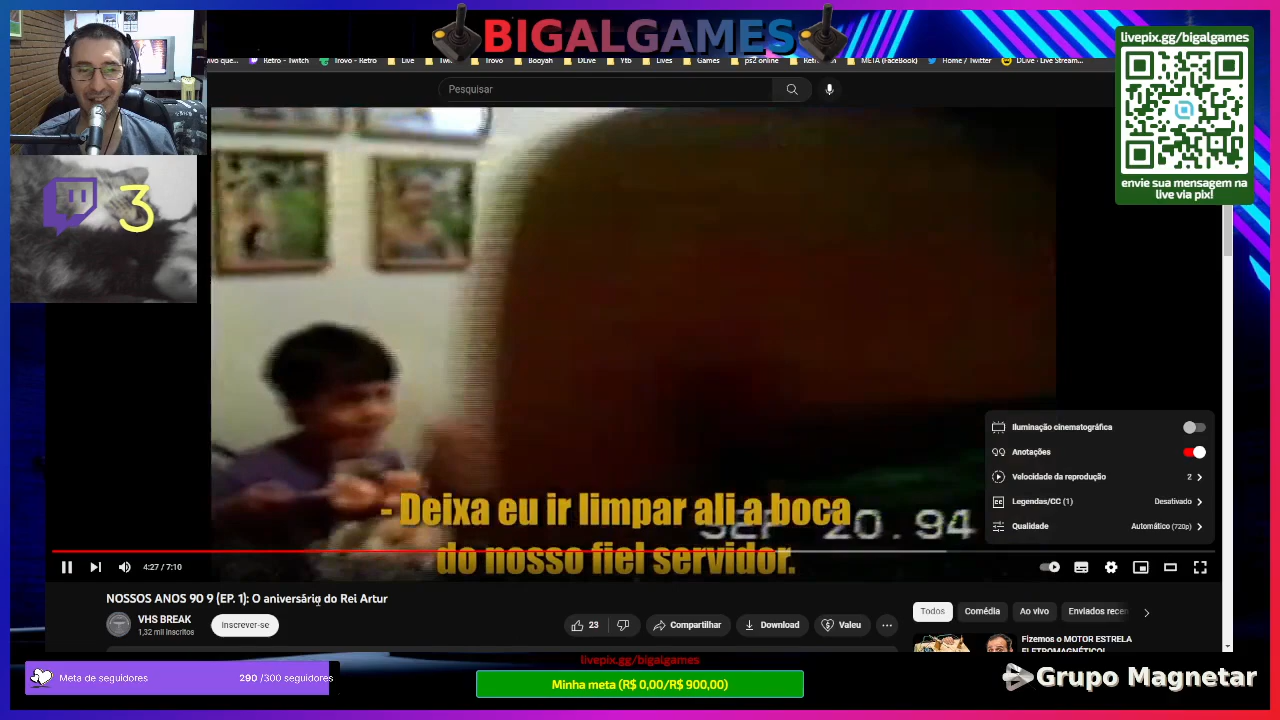 BIGALGAMES
livepix.gg/bigalgames
envie sua mensagem na
live via pix!
Retro - Twitch
Trovo - Retro
Live
Trovo
Booyah
DLive
Ytb
Lives
Games
ps2 online
META (FaceBook)
Home / Twitter
DLive · Live Stream...
Pesquisar
3
- Deixa eu ir limpar ali a boca
do nosso fiel servidor.
SEP 20.94
Iluminação cinematográfica
Anotações
Velocidade da reprodução 2
Legendas/CC (1) Desativado
Qualidade Automático (720p)
4:27 / 7:10
NOSSOS ANOS 90 9 (EP. 1): O aniversário do Rei Artur
VHS BREAK
1,32 mil inscritos
Inscrever-se
23
Compartilhar
Download
Valeu
Todos
Comédia
Ao vivo
Enviados recen
Fizemos o MOTOR ESTRELA
ELETROMAGNÉTICO!
livepix.gg/bigalgames
Meta de seguidores 290 /300 seguidores
Minha meta (R$ 0,00/R$ 900,00)
Grupo Magnetar